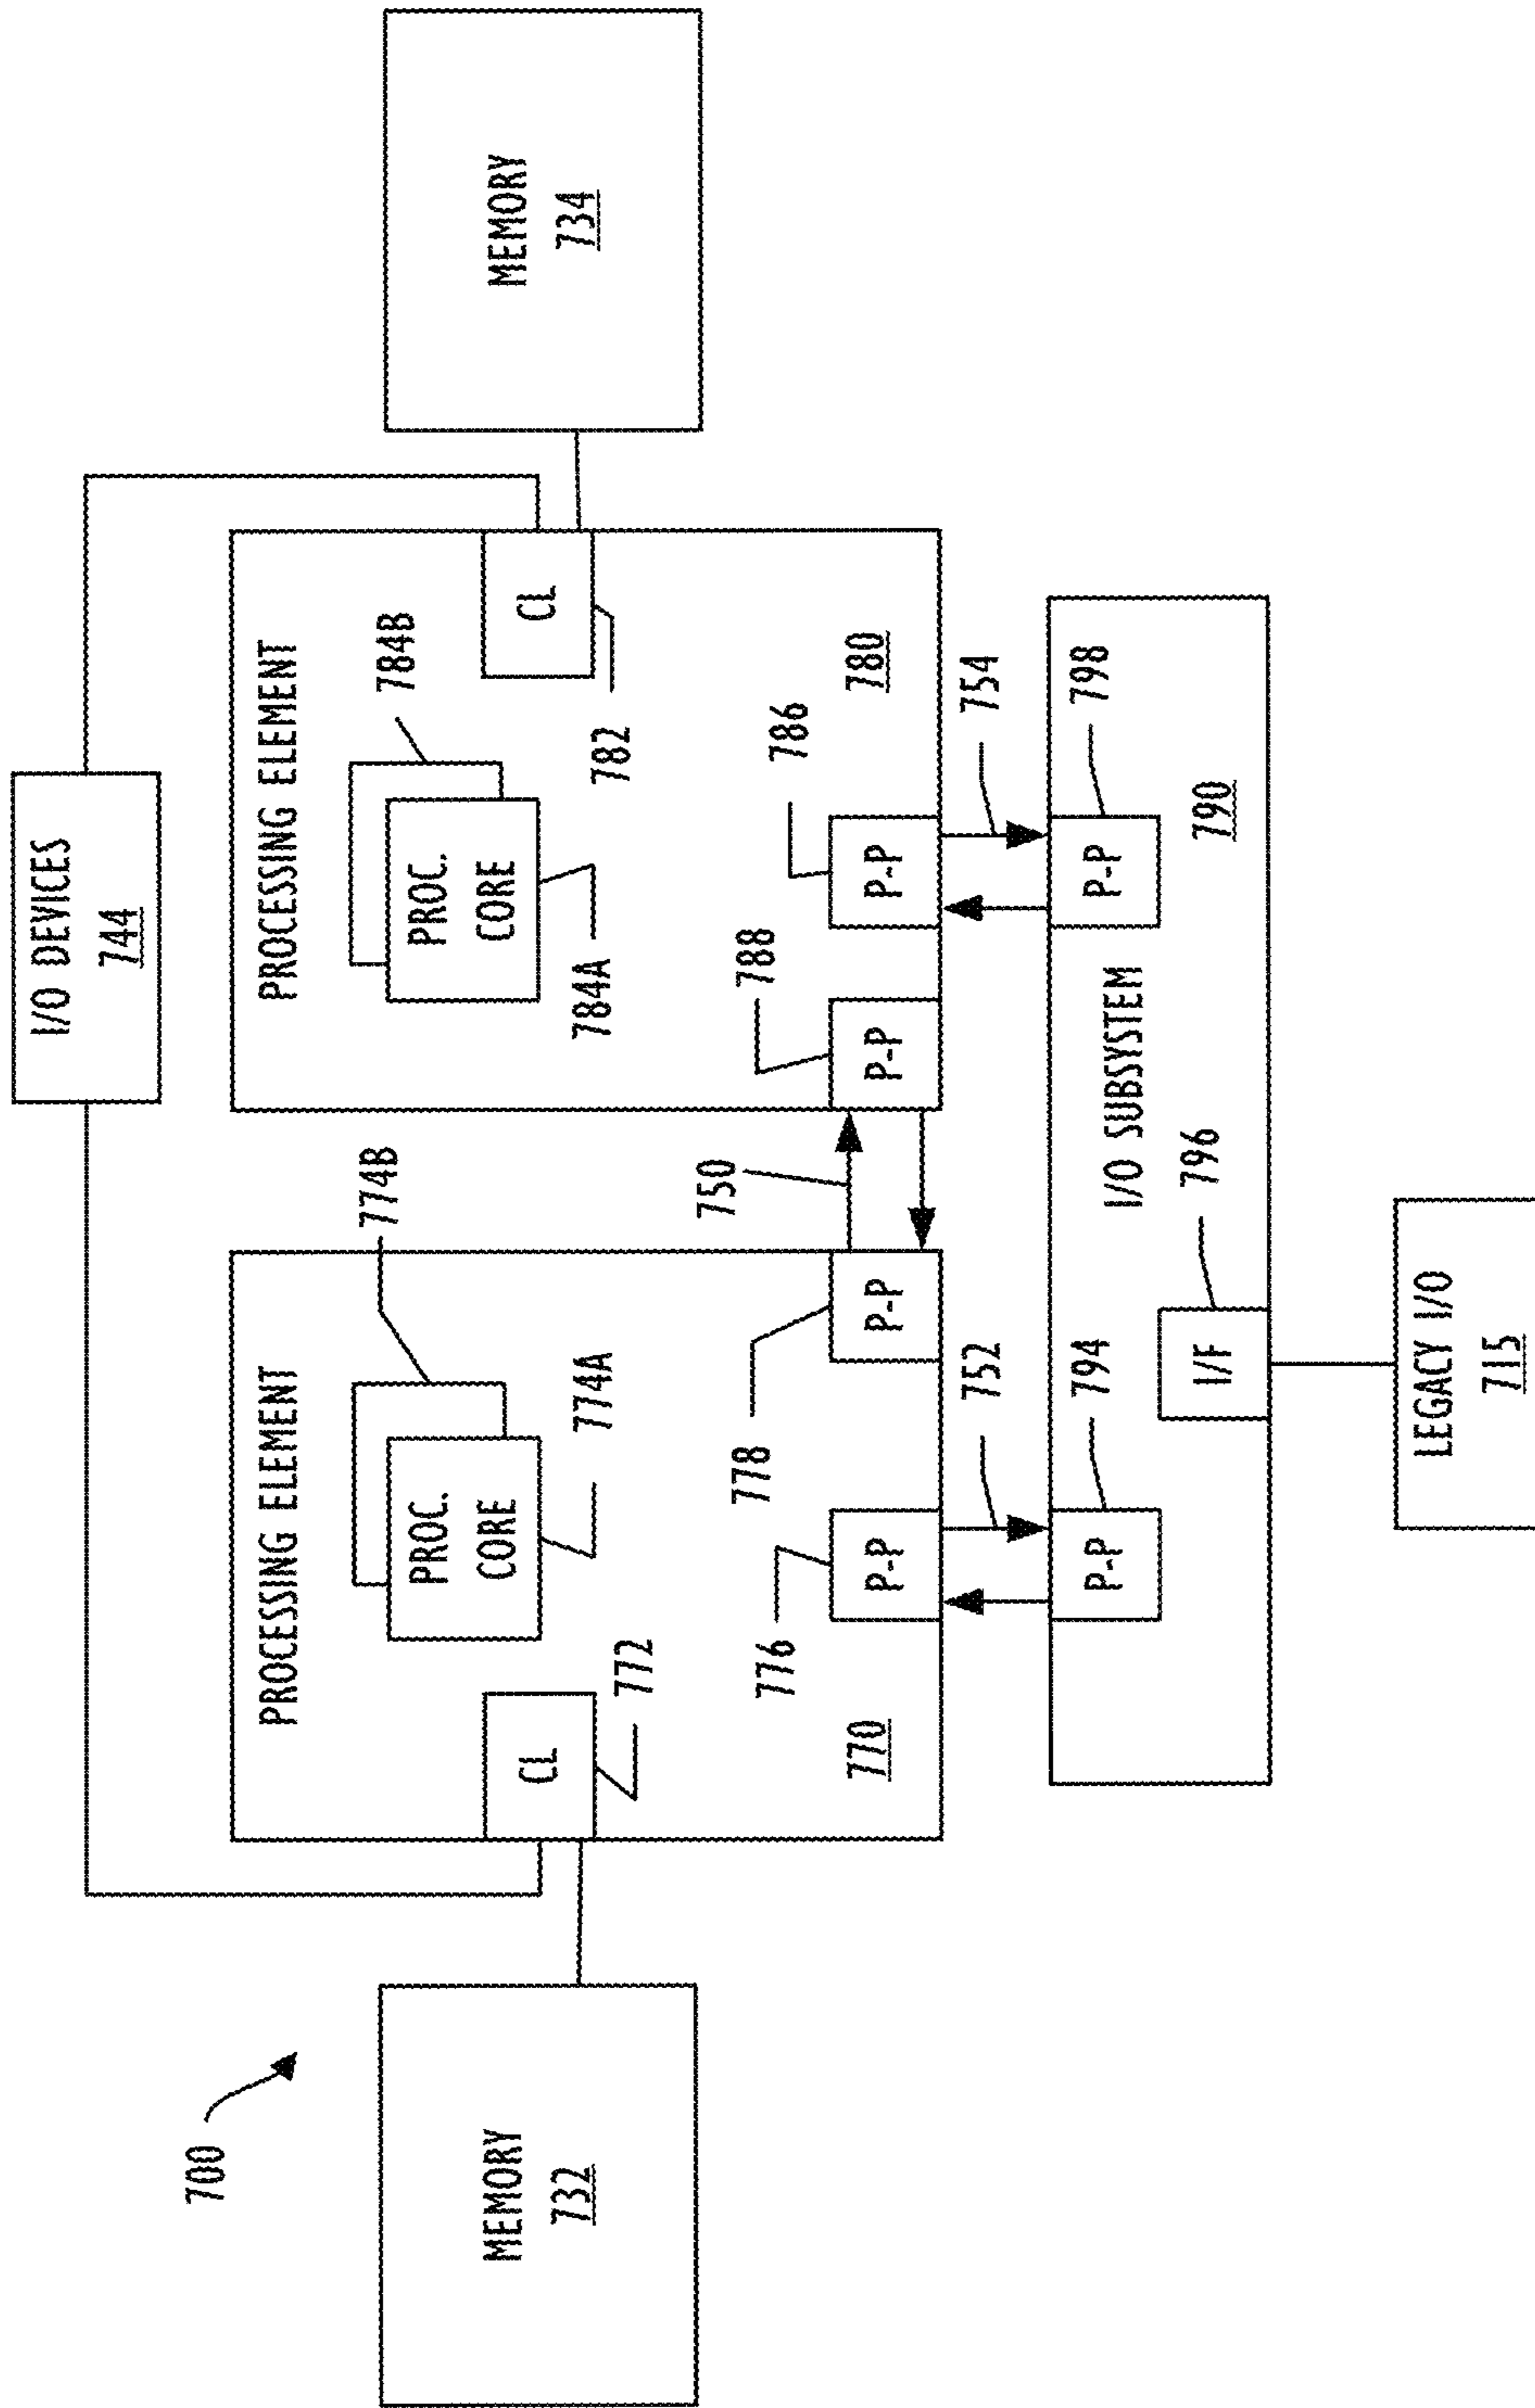 700
I/O DEVICES
744
MEMORY
732
PROCESSING ELEMENT
774B
PROC.
CORE
774A
CL
772
776
P-P
778
P-P
770
750
PROCESSING ELEMENT
784B
PROC.
CORE
784A
CL
782
788
P-P
786
P-P
780
MEMORY
734
752
754
794
P-P
I/O SUBSYSTEM
798
P-P
790
796
I/F
LEGACY I/O
715